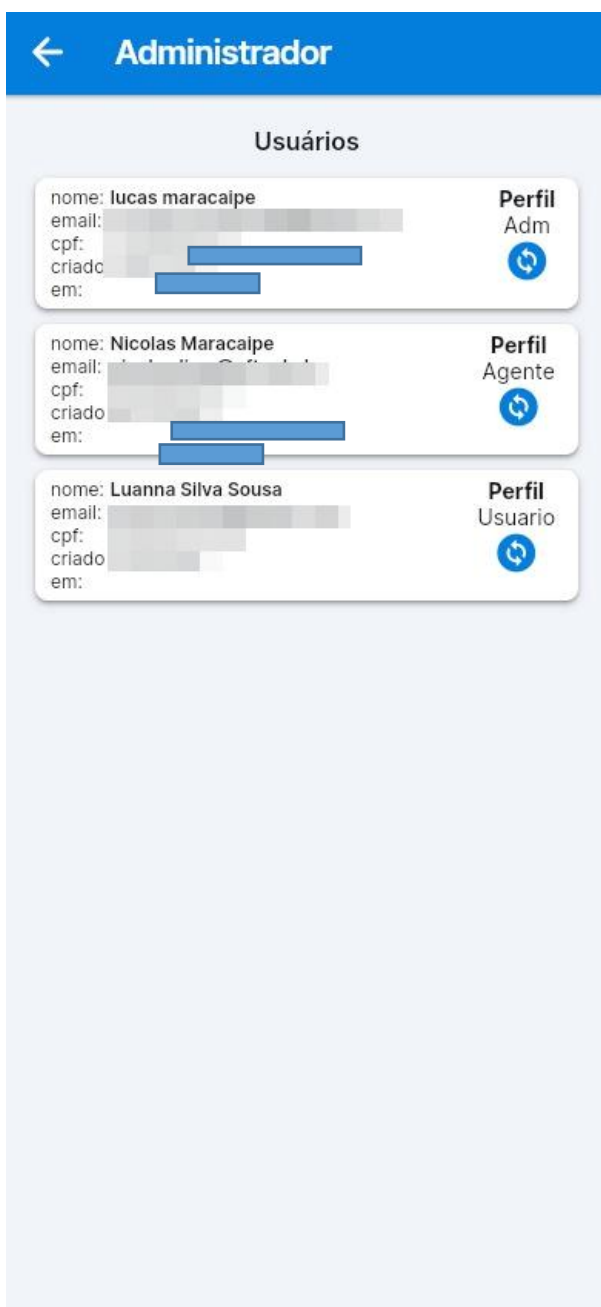 Administrador
Usuários
nome: lucas maracaipe
Perfil
email:
Adm
cpf:
criado
em:
nome: Nicolas Maracaipe
Perfil
email:
Agente
cpf:
criado
em:
nome: Luanna Silva Sousa
Perfil
email:
Usuario
cpf:
criado
em: